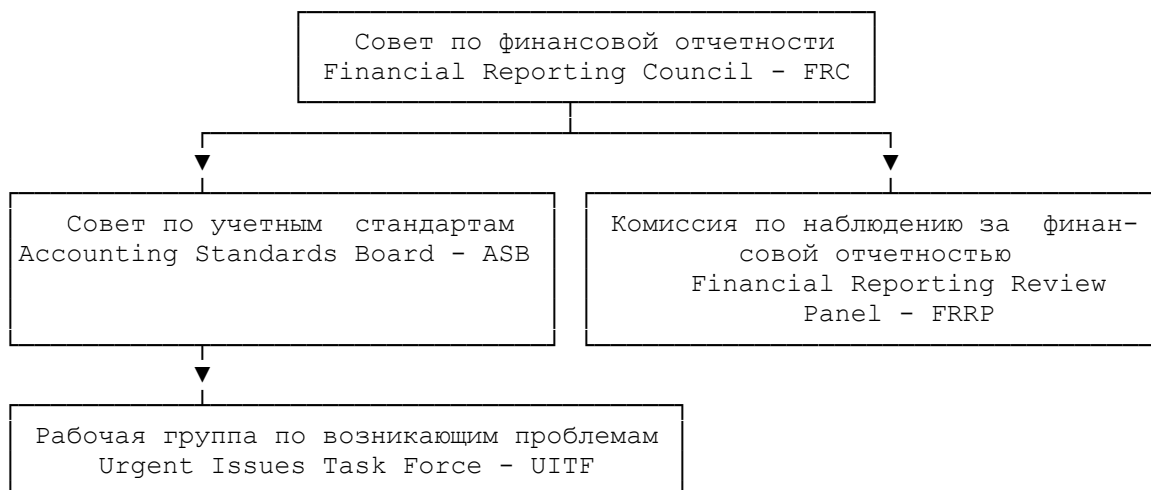 Совет по финансовой отчетности
Financial Reporting Council - FRC
Совет по учетным стандартам
Accounting Standards Board - ASB
Комиссия по наблюдению за финан-
совой отчетностью
Financial Reporting Review
Panel - FRRP
Рабочая группа по возникающим проблемам
Urgent Issues Task Force - UITF